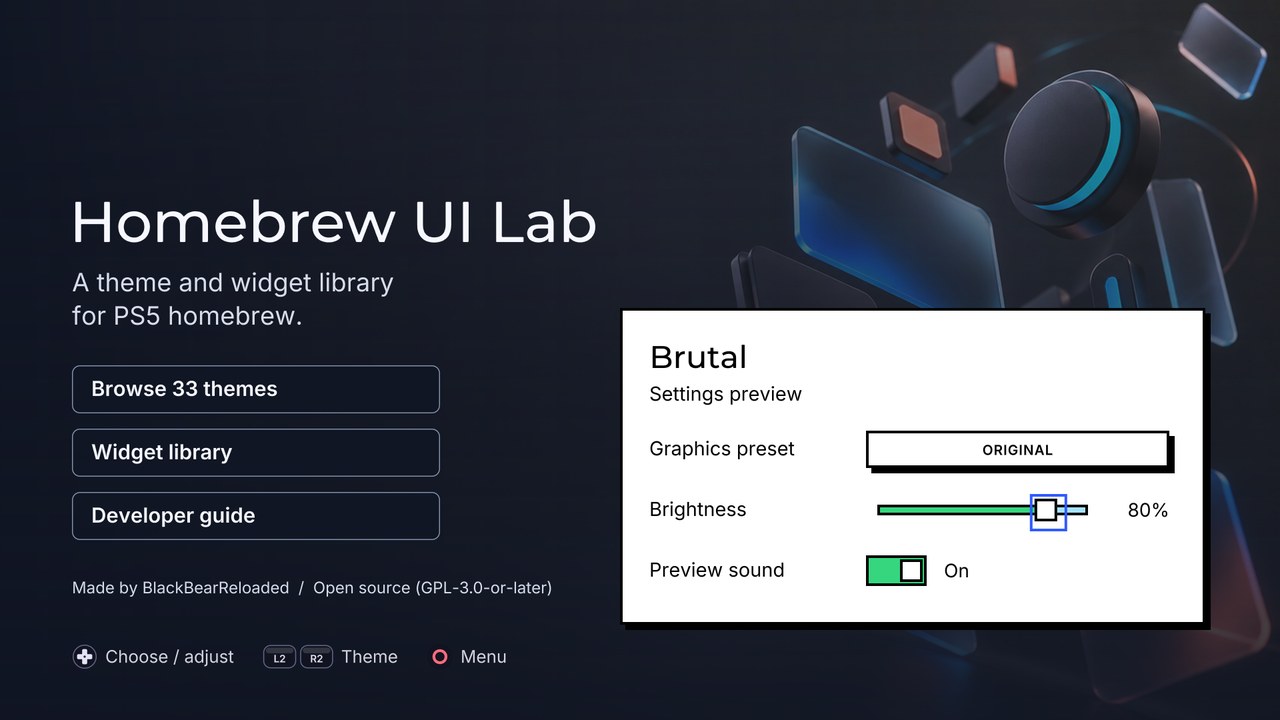 Homebrew UI Lab
A theme and widget library
for PS5 homebrew.
Browse 33 themes
Widget library
Developer guide
Made by BlackBearReloaded / Open source (GPL-3.0-or-later)
Choose / adjust L2 R2 Theme Menu
Brutal
Settings preview
Graphics preset ORIGINAL
Brightness 80%
Preview sound On